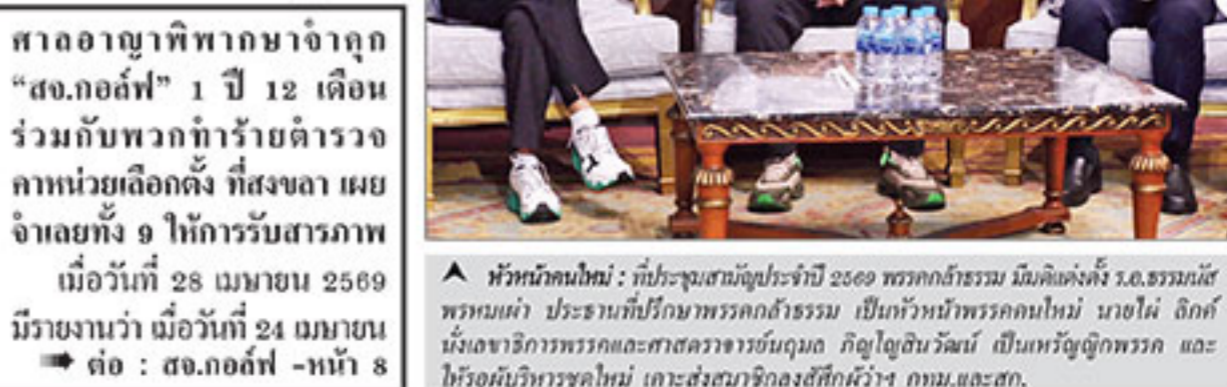 ศาลอาญาพิพากษาจำคุก
“สจ.กอล์ฟ” 1 ปี 12 เดือน
ร่วมกับพวกทำร้ายตำรวจ
คาหน่วยเลือกตั้ง ที่สงขลา เผย
จำเลยทั้ง 9 ให้การรับสารภาพ
เมื่อวันที่ 28 เมษายน 2569
มีรายงานว่า เมื่อวันที่ 24 เมษายน
➡ ต่อ : สจ.กอล์ฟ -หน้า 8
▲ หัวหน้าคนใหม่ : ที่ประชุมสามัญประจำปี 2569 พรรคกล้าธรรม มีมติแต่งตั้ง ร.อ.ธรรมนัส
พรหมเผ่า ประธานที่ปรึกษาพรรคกล้าธรรม เป็นหัวหน้าพรรคคนใหม่ นายไผ่ ลิกค์
นั่งเลขาธิการพรรคและศาสตราจารย์นฤมล ภิญโญสินวัฒน์ เป็นเหรัญญิกพรรค และ
ให้รอผู้บริหารชุดใหม่ เคาะส่งสมาชิกลงสู้ศึกผู้ว่าฯ กทม.และสก.